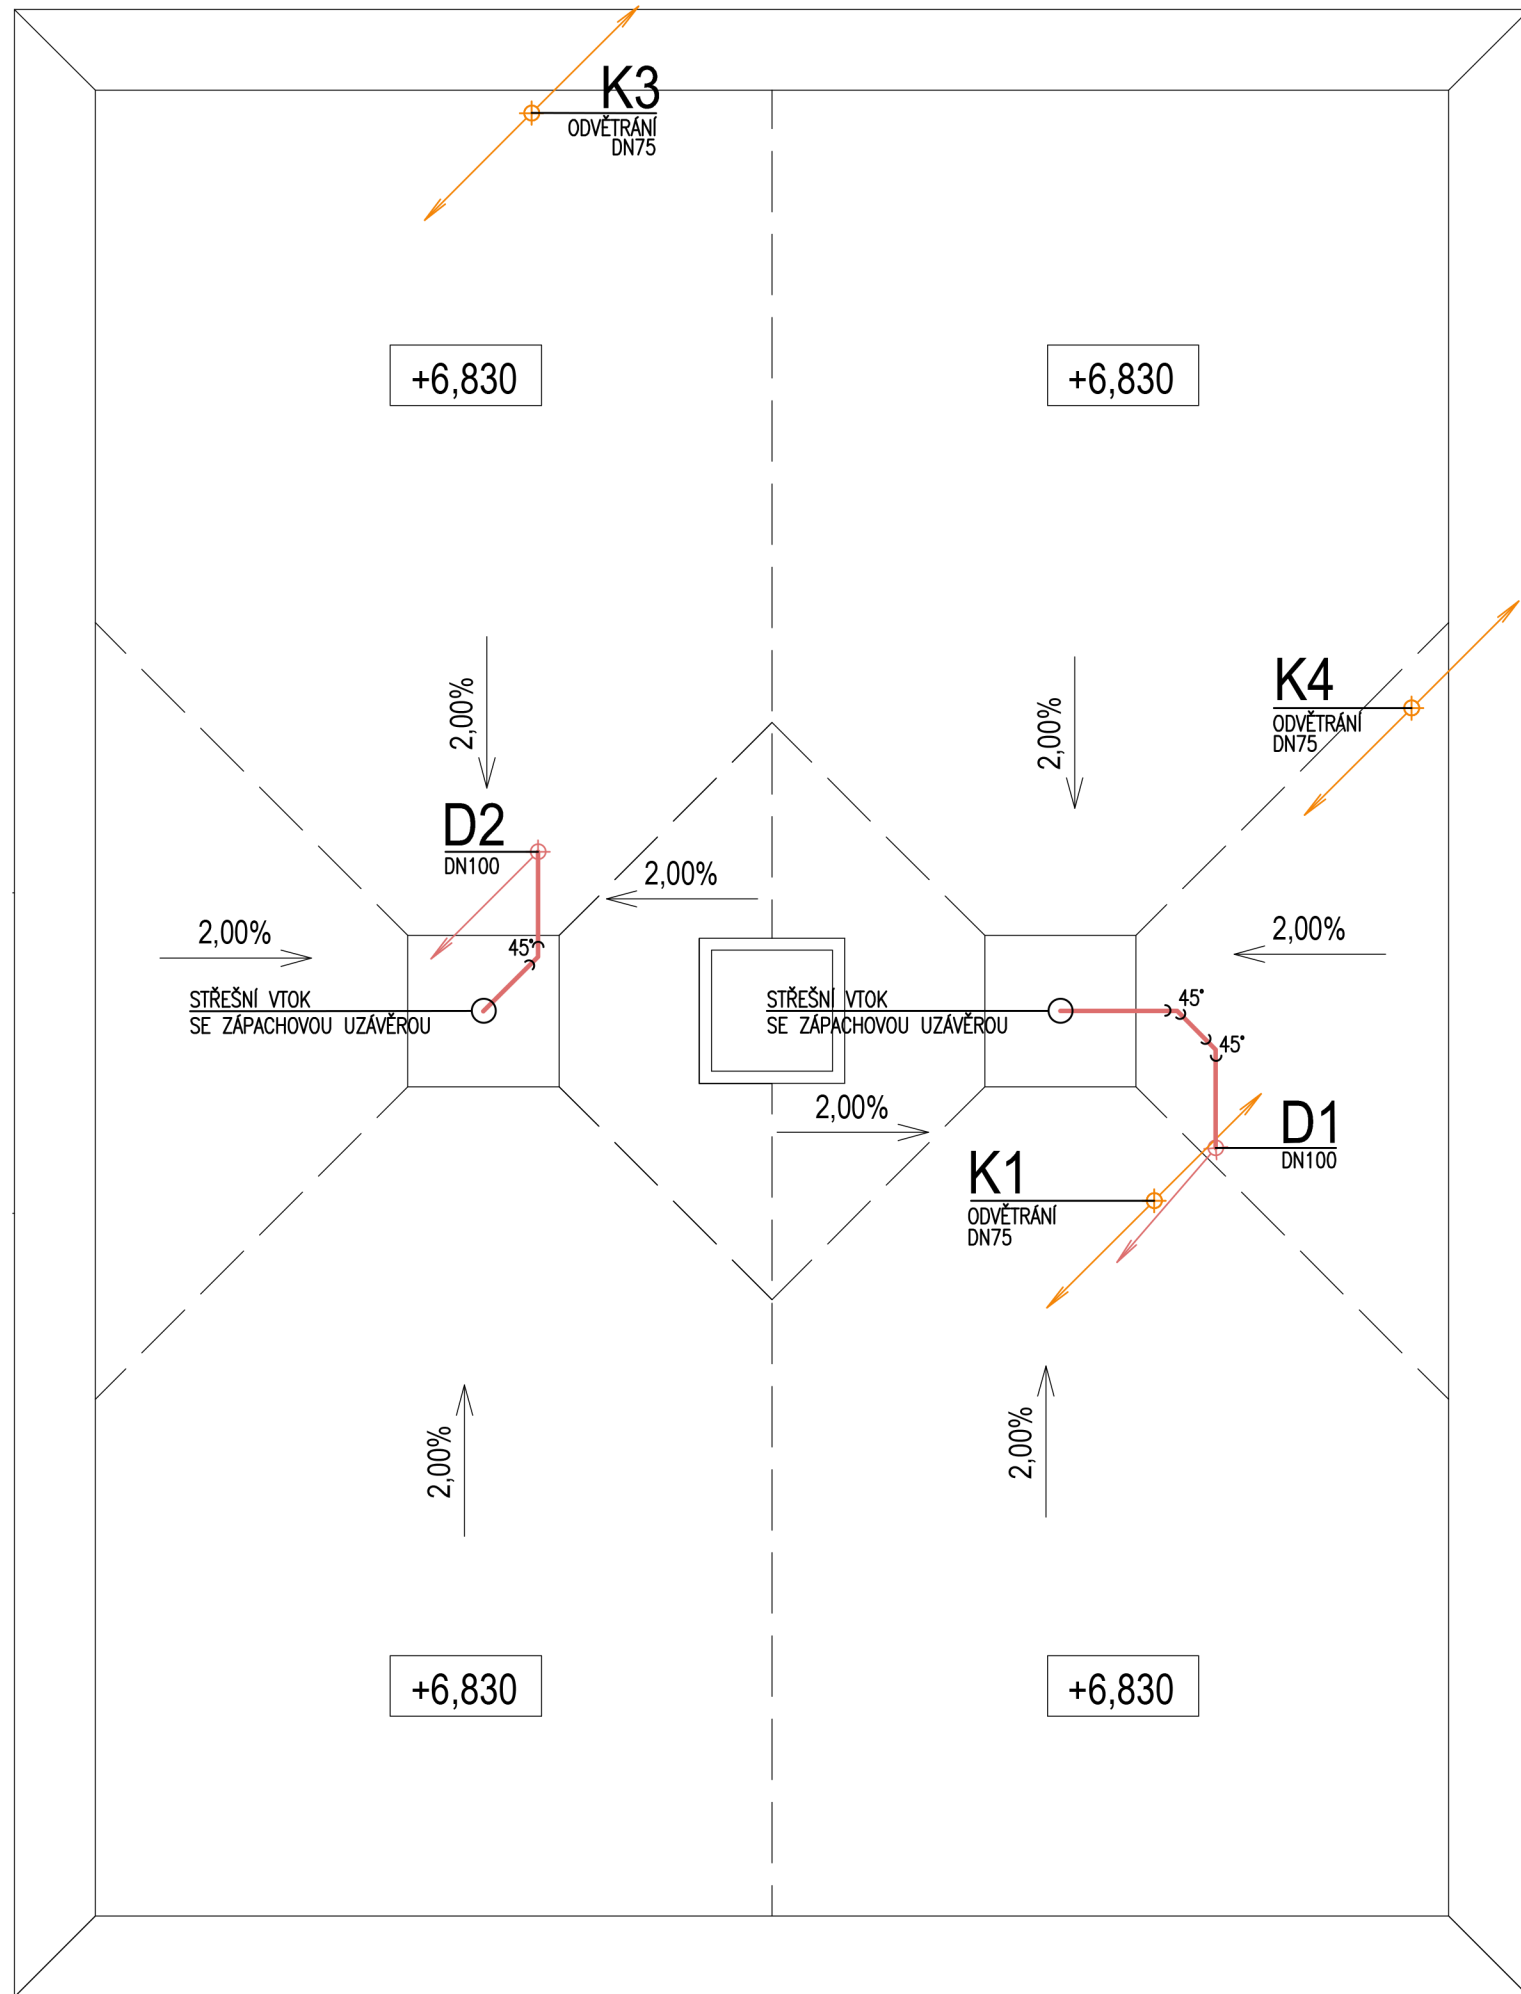 K3
ODVĚTRÁNÍ
DN75
+6,830
+6,830
2,00%
2,00%
K4
ODVĚTRÁNÍ
DN75
D2
DN100
2,00%
2,00%
2,00%
45°
STŘEŠNÍ VTOK
SE ZÁPACHOVOU UZÁVĚROU
STŘEŠNÍ VTOK
SE ZÁPACHOVOU UZÁVĚROU
45°
45°
2,00%
D1
DN100
K1
ODVĚTRÁNÍ
DN75
2,00%
2,00%
+6,830
+6,830